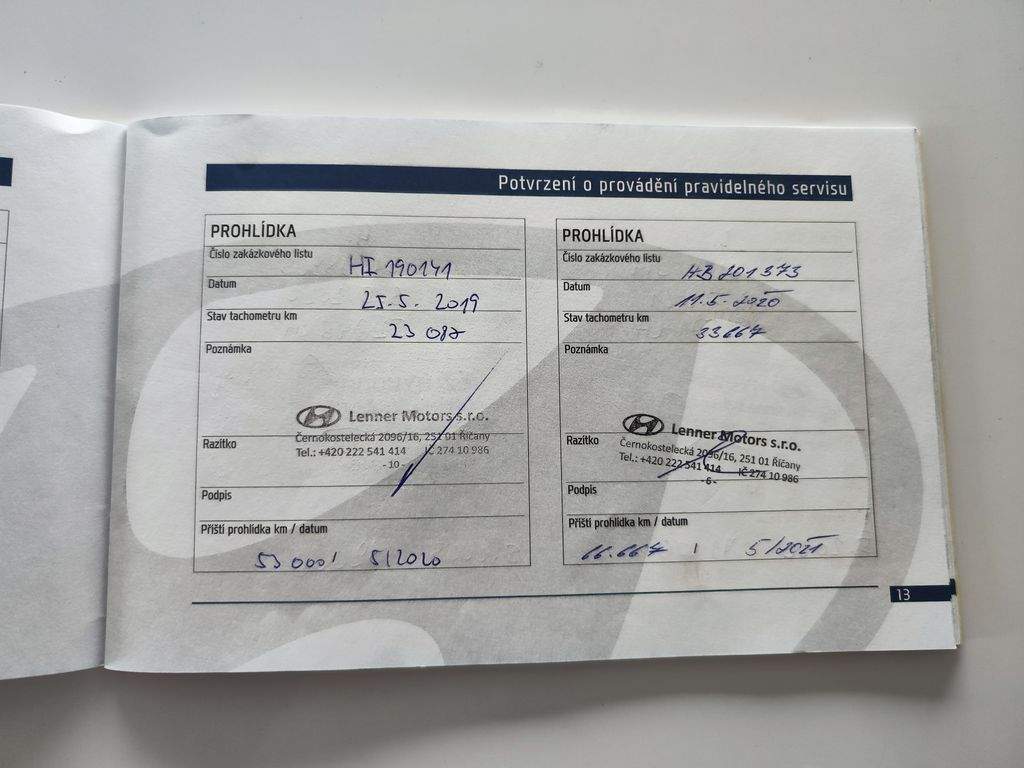 Potvrzení o provádění pravidelného servisu
PROHLÍDKA
Číslo zakázkového listu
HI 190141
Datum
25.5. 2019
Stav tachometru km
23 087
Poznámka
Lenner Motors s.r.o.
Razítko
Černokostelecká 2096/16, 251 01 Říčany
Tel.: +420 222 541 414 IČ 274 10 986
- 10 -
Podpis
Příští prohlídka km / datum
53 000 / 5/2020
PROHLÍDKA
Číslo zakázkového listu
HB 201373
Datum
11.5. 2020
Stav tachometru km
33667
Poznámka
Lenner Motors s.r.o.
Razítko
Černokostelecká 2096/16, 251 01 Říčany
Tel.: +420 222 541 414 IČ 274 10 986
- 6 -
Podpis
Příští prohlídka km / datum
66.667 / 5/2021
13